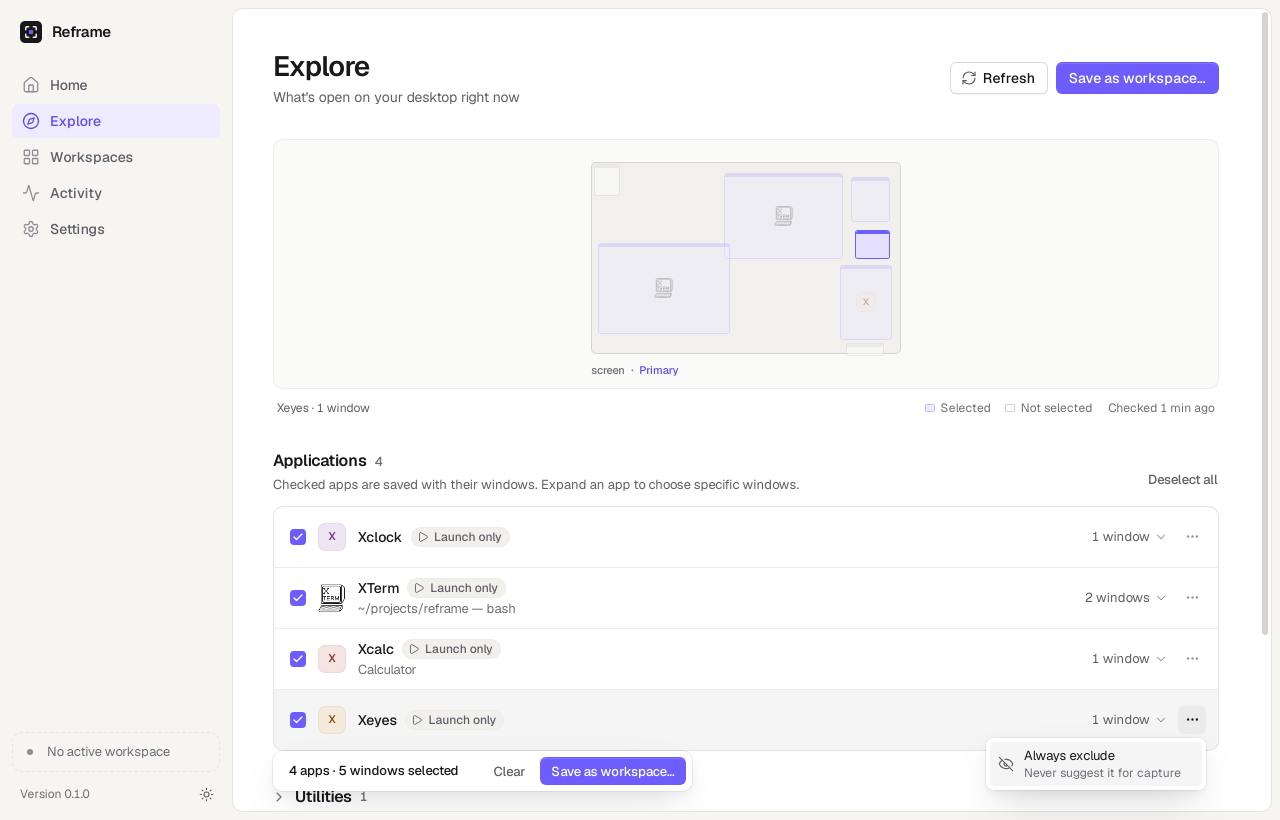 Reframe
Home
Explore
Workspaces
Activity
Settings
No active workspace
Version 0.1.0
Explore
What's open on your desktop right now
Refresh
Save as workspace...
X
screen · Primary
Xeyes · 1 window
Selected
Not selected
Checked 1 min ago
Applications 4
Checked apps are saved with their windows. Expand an app to choose specific windows.
Deselect all
X Xclock Launch only 1 window
X TERM XTerm Launch only 2 windows
~/projects/reframe — bash
X Xcalc Launch only 1 window
Calculator
X Xeyes Launch only 1 window
Always exclude
Never suggest it for capture
4 apps · 5 windows selected Clear Save as workspace...
Utilities 1